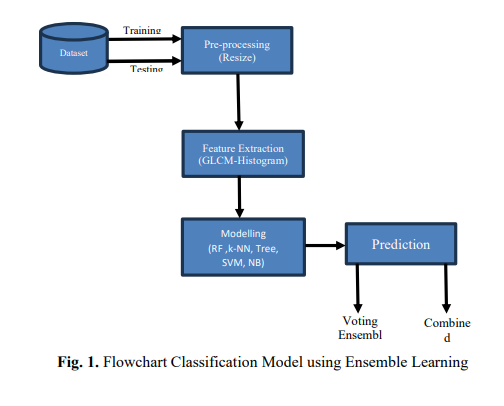 Training
Dataset
Testing
Pre-processing
(Resize)
Feature Extraction
(GLCM-Histogram)
Modelling
(RF ,k-NN, Tree,
SVM, NB)
Prediction
Voting
Ensembl
Combine
d
Fig. 1. Flowchart Classification Model using Ensemble Learning